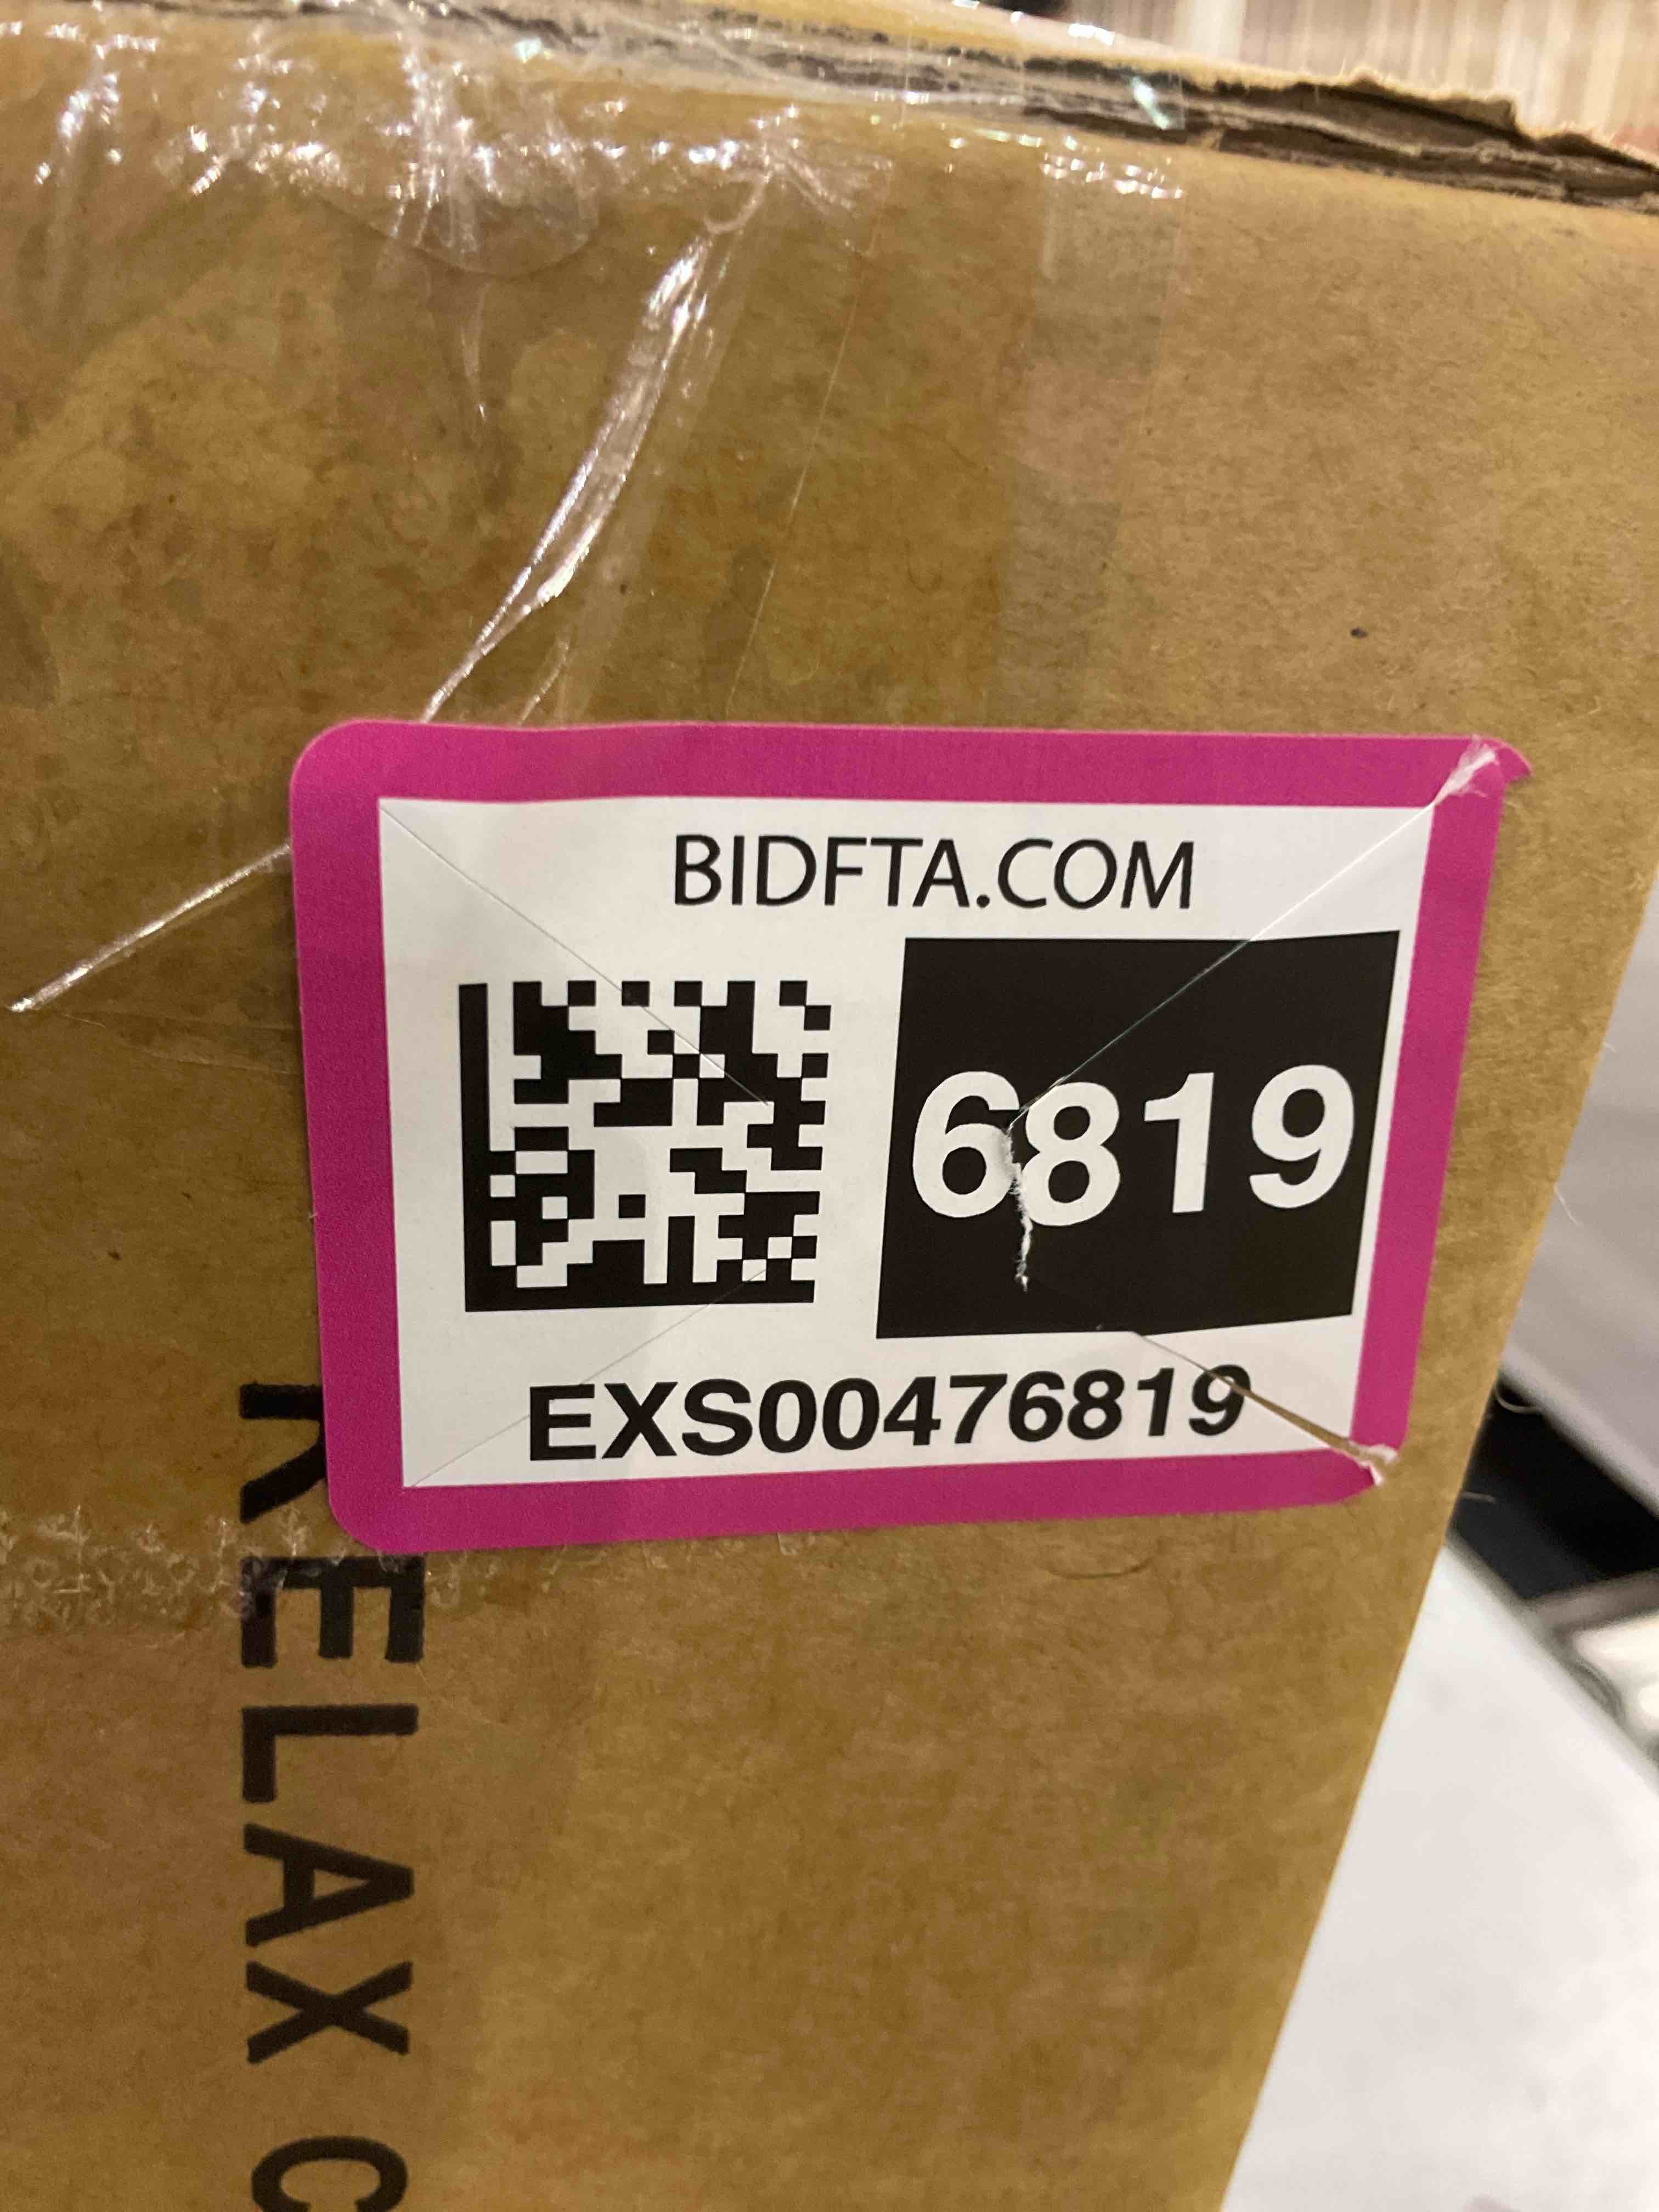 BIDFTA.COM
6819
EXS00476819
RELAX C